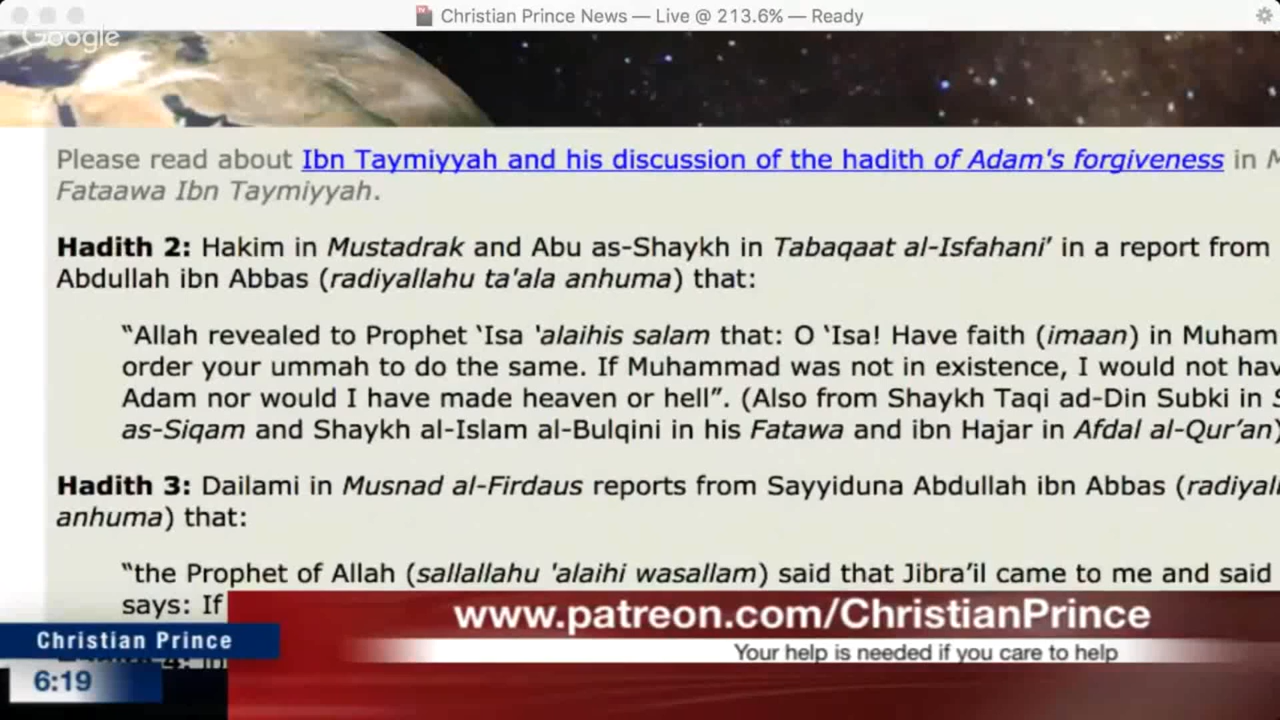 Christian Prince News — Live @ 213.6% — Ready
Google
Please read about Ibn Taymiyyah and his discussion of the hadith of Adam's forgiveness in
Fataawa Ibn Taymiyyah.
Hadith 2: Hakim in Mustadrak and Abu as-Shaykh in Tabaqaat al-Isfahani’ in a report from
Abdullah ibn Abbas (radiyallahu ta'ala anhuma) that:
“Allah revealed to Prophet ‘Isa 'alaihis salam that: O ‘Isa! Have faith (imaan) in Muham
order your ummah to do the same. If Muhammad was not in existence, I would not hav
Adam nor would I have made heaven or hell”. (Also from Shaykh Taqi ad-Din Subki in
as-Siqam and Shaykh al-Islam al-Bulqini in his Fatawa and ibn Hajar in Afdal al-Qur’an)
Hadith 3: Dailami in Musnad al-Firdaus reports from Sayyiduna Abdullah ibn Abbas (radiyall
anhuma) that:
“the Prophet of Allah (sallallahu 'alaihi wasallam) said that Jibra’il came to me and said
says: If
www.patreon.com/ChristianPrince
Your help is needed if you care to help
Christian Prince
6:19